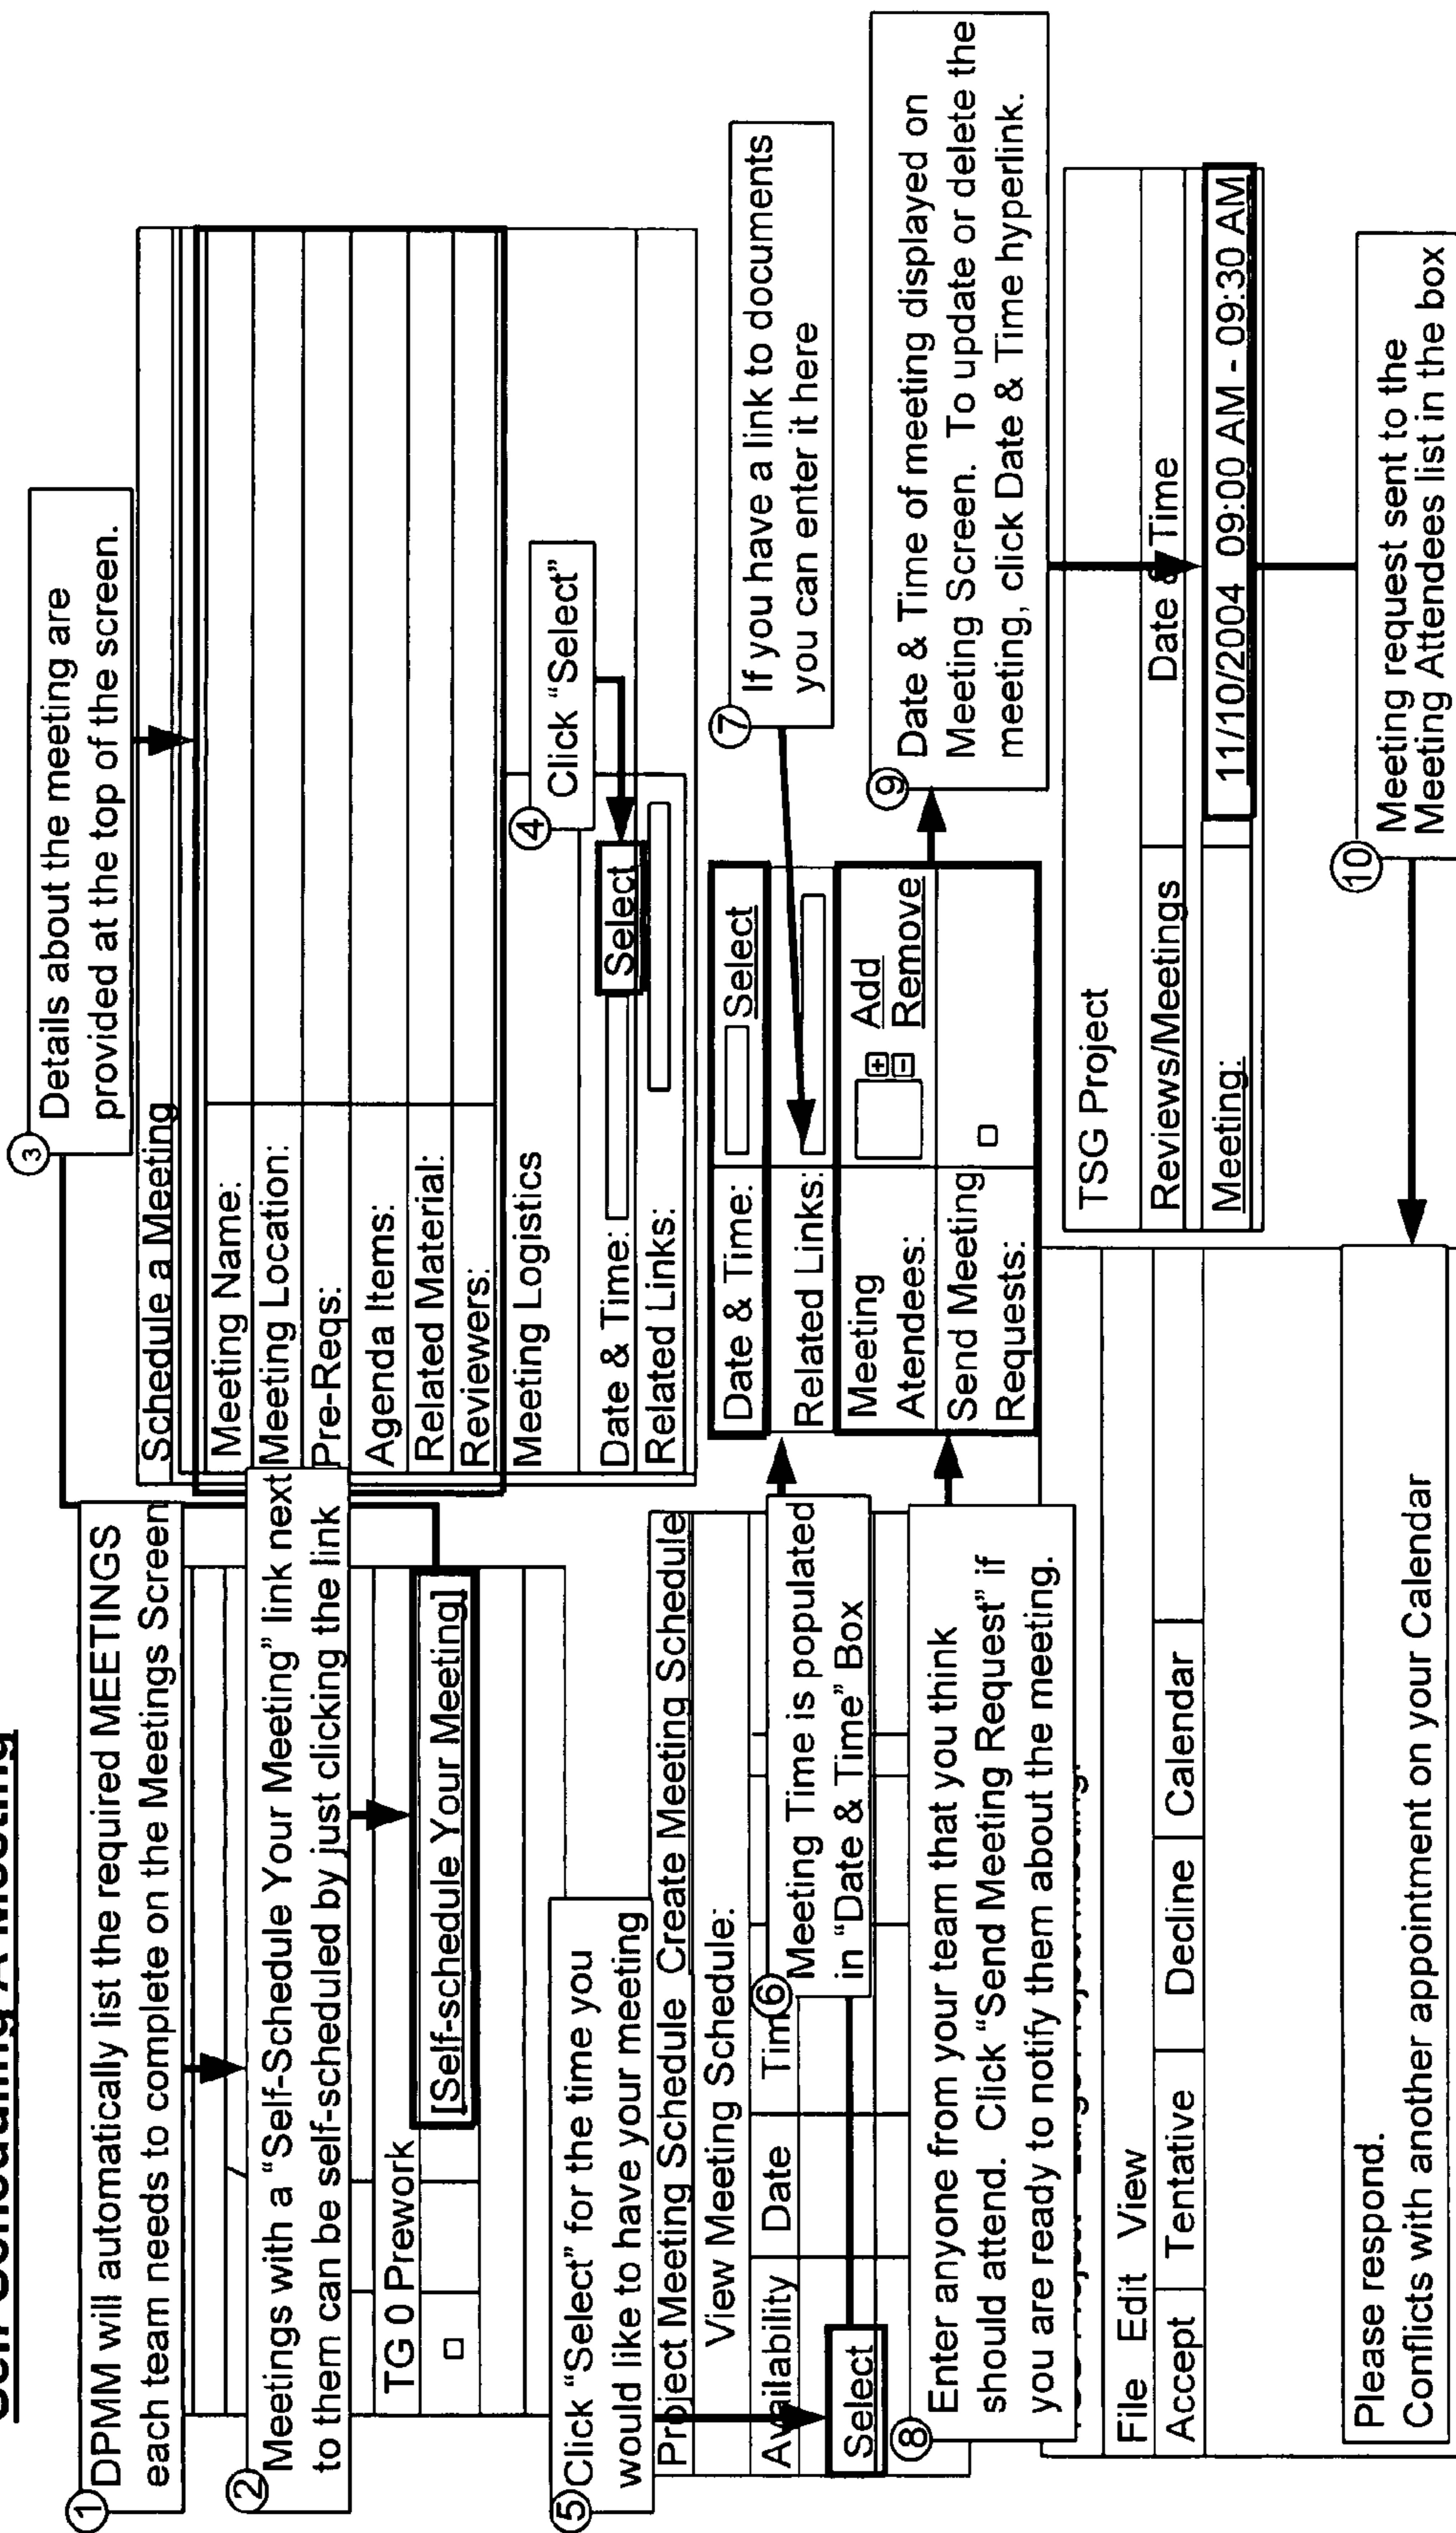 Self-Scheduling A Meeting
① DPMM will automatically list the required MEETINGS
each team needs to complete on the Meetings Screen
② Meetings with a “Self-Schedule Your Meeting” link next
to them can be self-scheduled by just clicking the link
TG 0 Prework
[Self-schedule Your Meeting]
③ Details about the meeting are
provided at the top of the screen.
Schedule a Meeting
Meeting Name:
Meeting Location:
Pre-Reqs:
Agenda Items:
Related Material:
Reviewers:
Meeting Logistics
④ Click “Select”
Date & Time: Select
Related Links:
⑤ Click “Select” for the time you
would like to have your meeting
Project Meeting Schedule Create Meeting Schedule
View Meeting Schedule:
Availability Date Tim
Select
⑥ Meeting Time is populated
in “Date & Time” Box
Date & Time: Select
Related Links:
Meeting
Atendees:
+ Add
- Remove
Send Meeting
Requests:
⑦ If you have a link to documents
you can enter it here
⑧ Enter anyone from your team that you think
should attend. Click “Send Meeting Request” if
you are ready to notify them about the meeting.
⑨ Date & Time of meeting displayed on
Meeting Screen. To update or delete the
meeting, click Date & Time hyperlink.
TSG Project
Reviews/Meetings Date & Time
Meeting: 11/10/2004 09:00 AM - 09:30 AM
⑩ Meeting request sent to the
Meeting Attendees list in the box
File Edit View
Accept Tentative Decline Calendar
Please respond.
Conflicts with another appointment on your Calendar